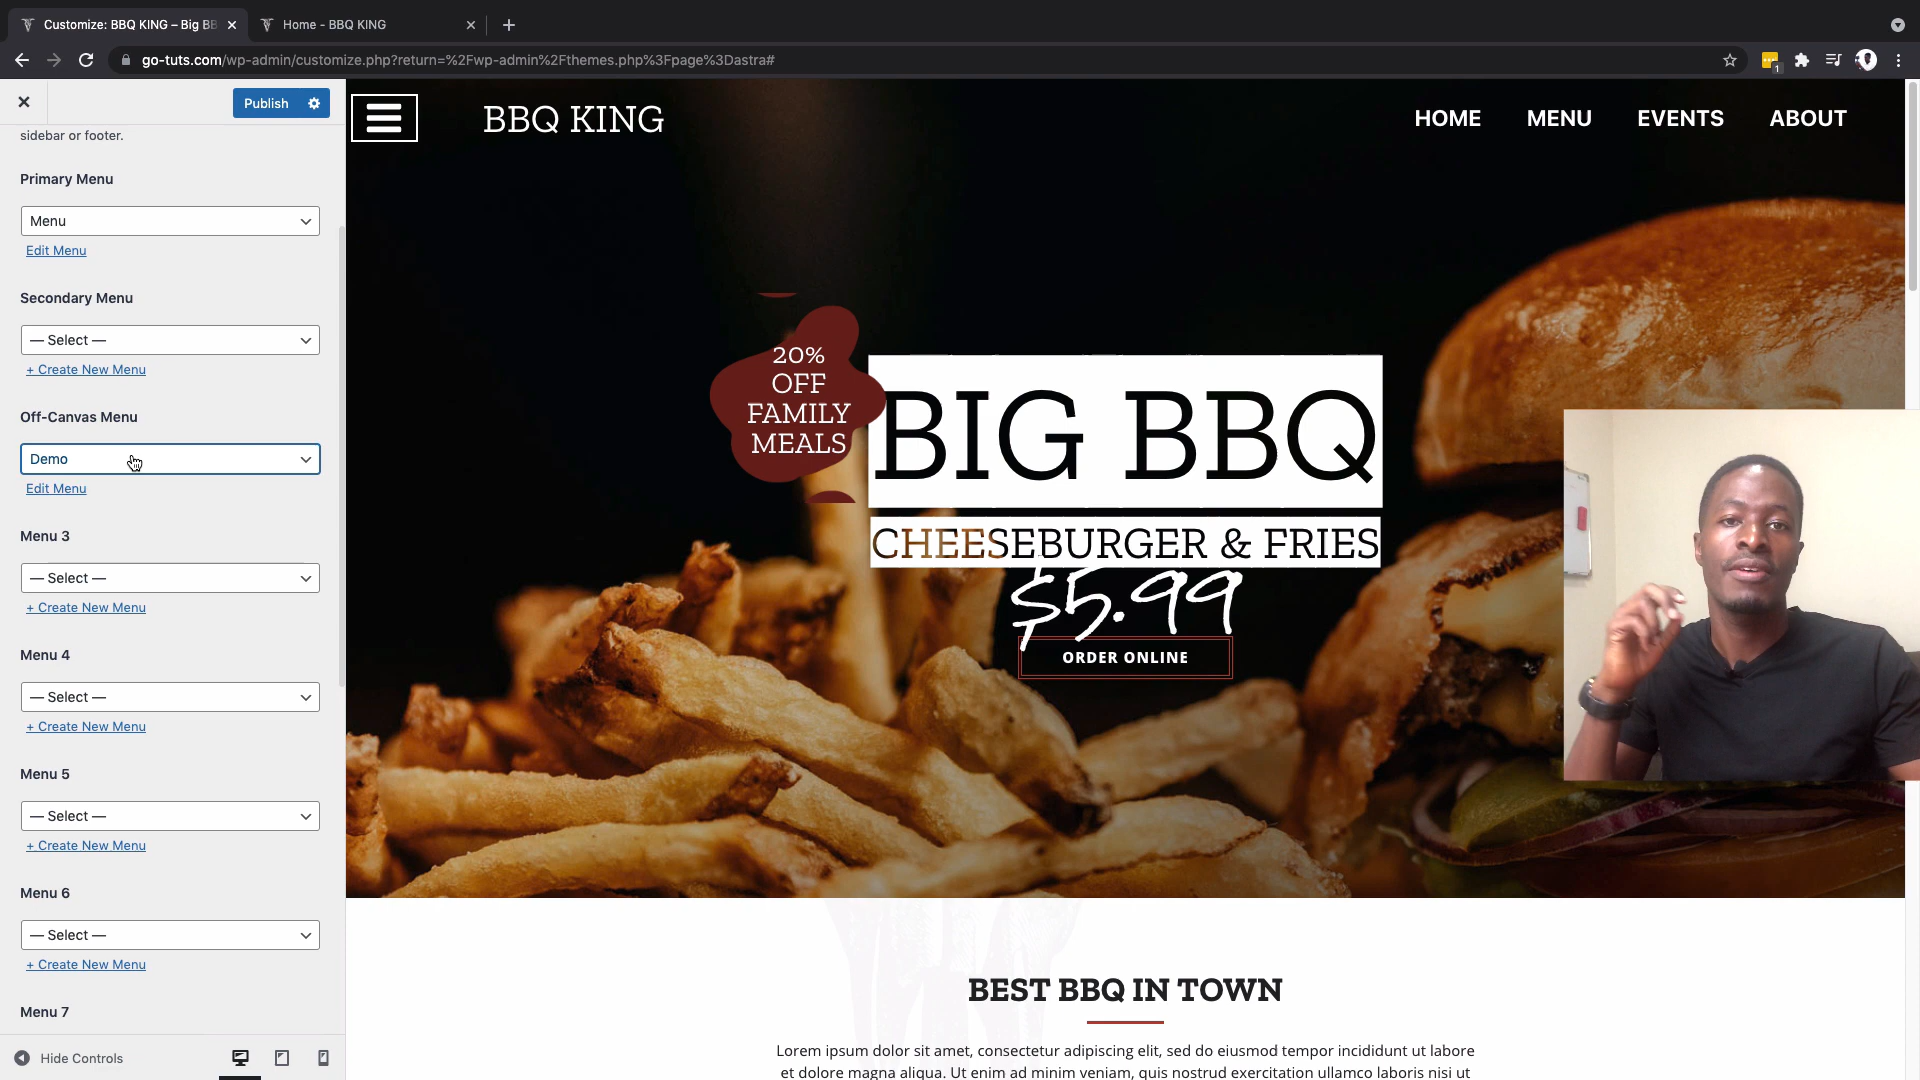 Customize: BBQ KING – Big BB
Home - BBQ KING
go-tuts.com/wp-admin/customize.php?return=%2Fwp-admin%2Fthemes.php%3Fpage%3Dastra#
1
Publish
sidebar or footer.
Primary Menu
Menu
Edit Menu
Secondary Menu
— Select —
+ Create New Menu
Off-Canvas Menu
Demo
Edit Menu
Menu 3
— Select —
+ Create New Menu
Menu 4
— Select —
+ Create New Menu
Menu 5
— Select —
+ Create New Menu
Menu 6
— Select —
+ Create New Menu
Menu 7
Hide Controls
BBQ KING
HOME
MENU
EVENTS
ABOUT
20%
OFF
FAMILY
MEALS
BIG BBQ
CHEESEBURGER & FRIES
$5.99
ORDER ONLINE
BEST BBQ IN TOWN
Lorem ipsum dolor sit amet, consectetur adipiscing elit, sed do eiusmod tempor incididunt ut labore
et dolore magna aliqua. Ut enim ad minim veniam, quis nostrud exercitation ullamco laboris nisi ut